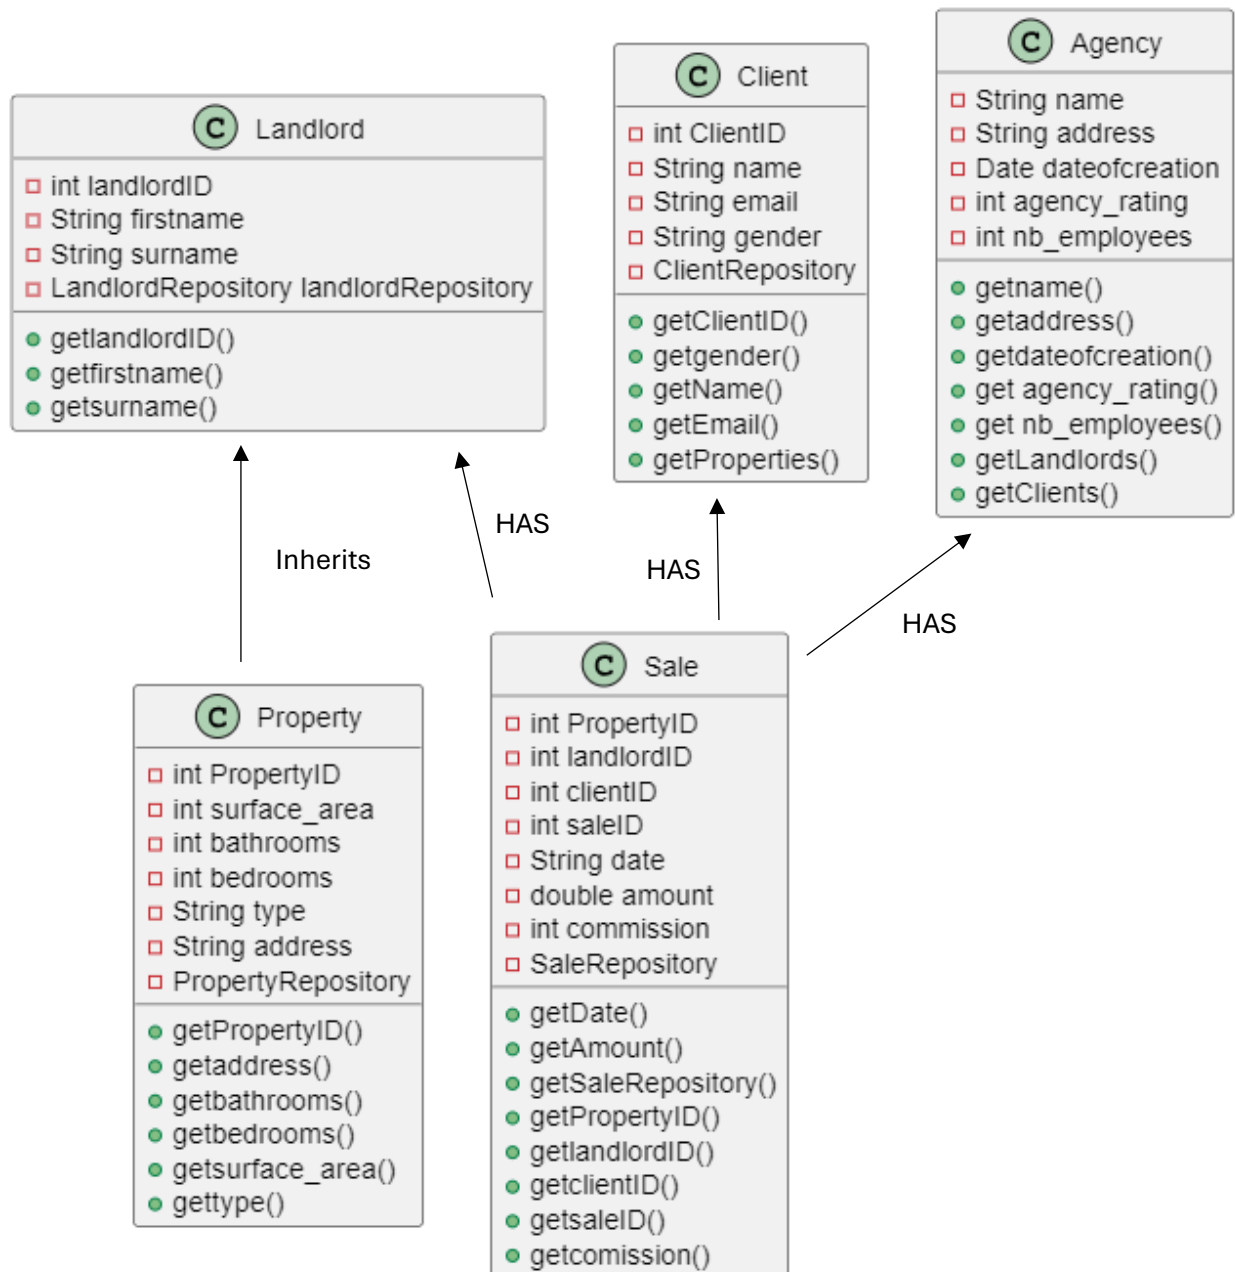 C Landlord
int landlordID
String firstname
String surname
LandlordRepository landlordRepository
getlandlordID()
getfirstname()
getsurname()
C Client
int ClientID
String name
String email
String gender
ClientRepository
getClientID()
getgender()
getName()
getEmail()
getProperties()
C Agency
String name
String address
Date dateofcreation
int agency_rating
int nb_employees
getname()
getaddress()
getdateofcreation()
get agency_rating()
get nb_employees()
getLandlords()
getClients()
Inherits
HAS
HAS
HAS
C Property
int PropertyID
int surface_area
int bathrooms
int bedrooms
String type
String address
PropertyRepository
getPropertyID()
getaddress()
getbathrooms()
getbedrooms()
getsurface_area()
gettype()
C Sale
int PropertyID
int landlordID
int clientID
int saleID
String date
double amount
int commission
SaleRepository
getDate()
getAmount()
getSaleRepository()
getPropertyID()
getlandlordID()
getclientID()
getsaleID()
getcomission()